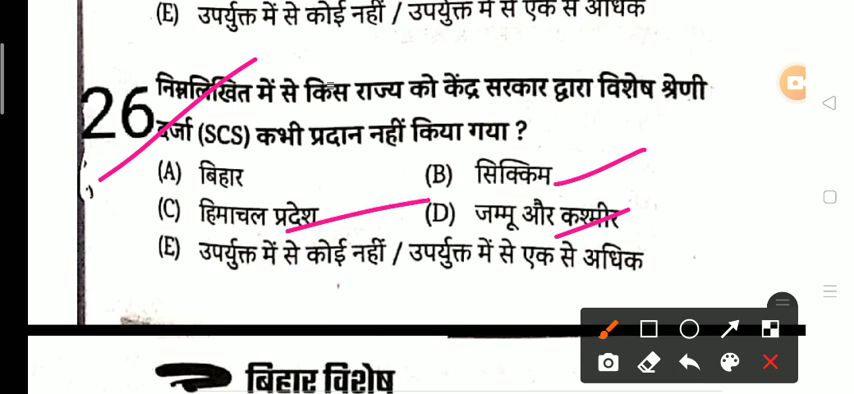 (E) उपर्युक्त में से कोई नहीं / उपर्युक्त में से एक से अधिक
26 निम्नलिखित में से किस राज्य को केंद्र सरकार द्वारा विशेष श्रेणी
दर्जा (SCS) कभी प्रदान नहीं किया गया ?
(A) बिहार (B) सिक्किम
(C) हिमाचल प्रदेश (D) जम्मू और कश्मीर
(E) उपर्युक्त में से कोई नहीं / उपर्युक्त में से एक से अधिक
बिहार विशेष